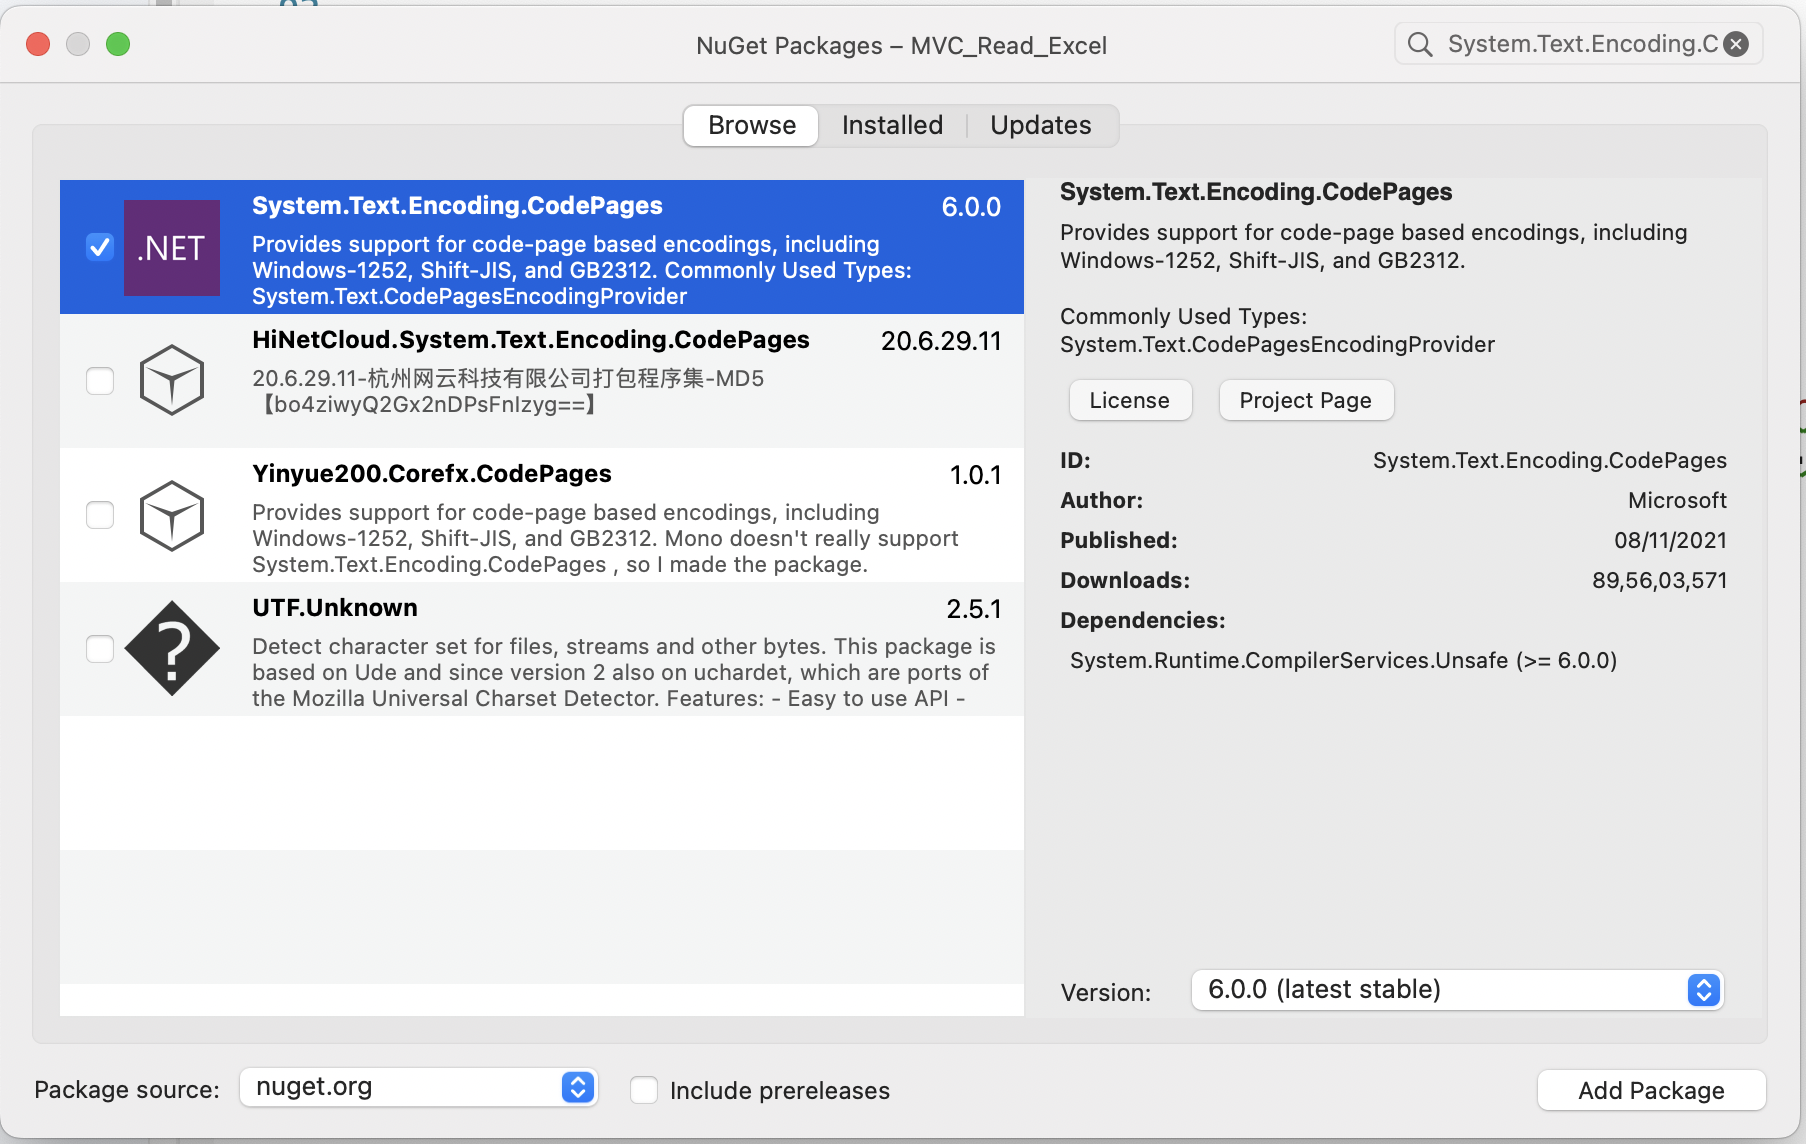 NuGet Packages – MVC_Read_Excel
System.Text.Encoding.C
Browse
Installed
Updates
.NET
System.Text.Encoding.CodePages
6.0.0
Provides support for code-page based encodings, including
Windows-1252, Shift-JIS, and GB2312. Commonly Used Types:
System.Text.CodePagesEncodingProvider
HiNetCloud.System.Text.Encoding.CodePages
20.6.29.11
20.6.29.11-杭州网云科技有限公司打包程序集-MD5
【bo4ziwyQ2Gx2nDPsFnIzyg==】
Yinyue200.Corefx.CodePages
1.0.1
Provides support for code-page based encodings, including
Windows-1252, Shift-JIS, and GB2312. Mono doesn't really support
System.Text.Encoding.CodePages , so I made the package.
?
UTF.Unknown
2.5.1
Detect character set for files, streams and other bytes. This package is
based on Ude and since version 2 also on uchardet, which are ports of
the Mozilla Universal Charset Detector. Features: - Easy to use API -
System.Text.Encoding.CodePages
Provides support for code-page based encodings, including
Windows-1252, Shift-JIS, and GB2312.
Commonly Used Types:
System.Text.CodePagesEncodingProvider
License
Project Page
ID:
System.Text.Encoding.CodePages
Author:
Microsoft
Published:
08/11/2021
Downloads:
89,56,03,571
Dependencies:
System.Runtime.CompilerServices.Unsafe (>= 6.0.0)
Version:
6.0.0 (latest stable)
Package source:
nuget.org
Include prereleases
Add Package